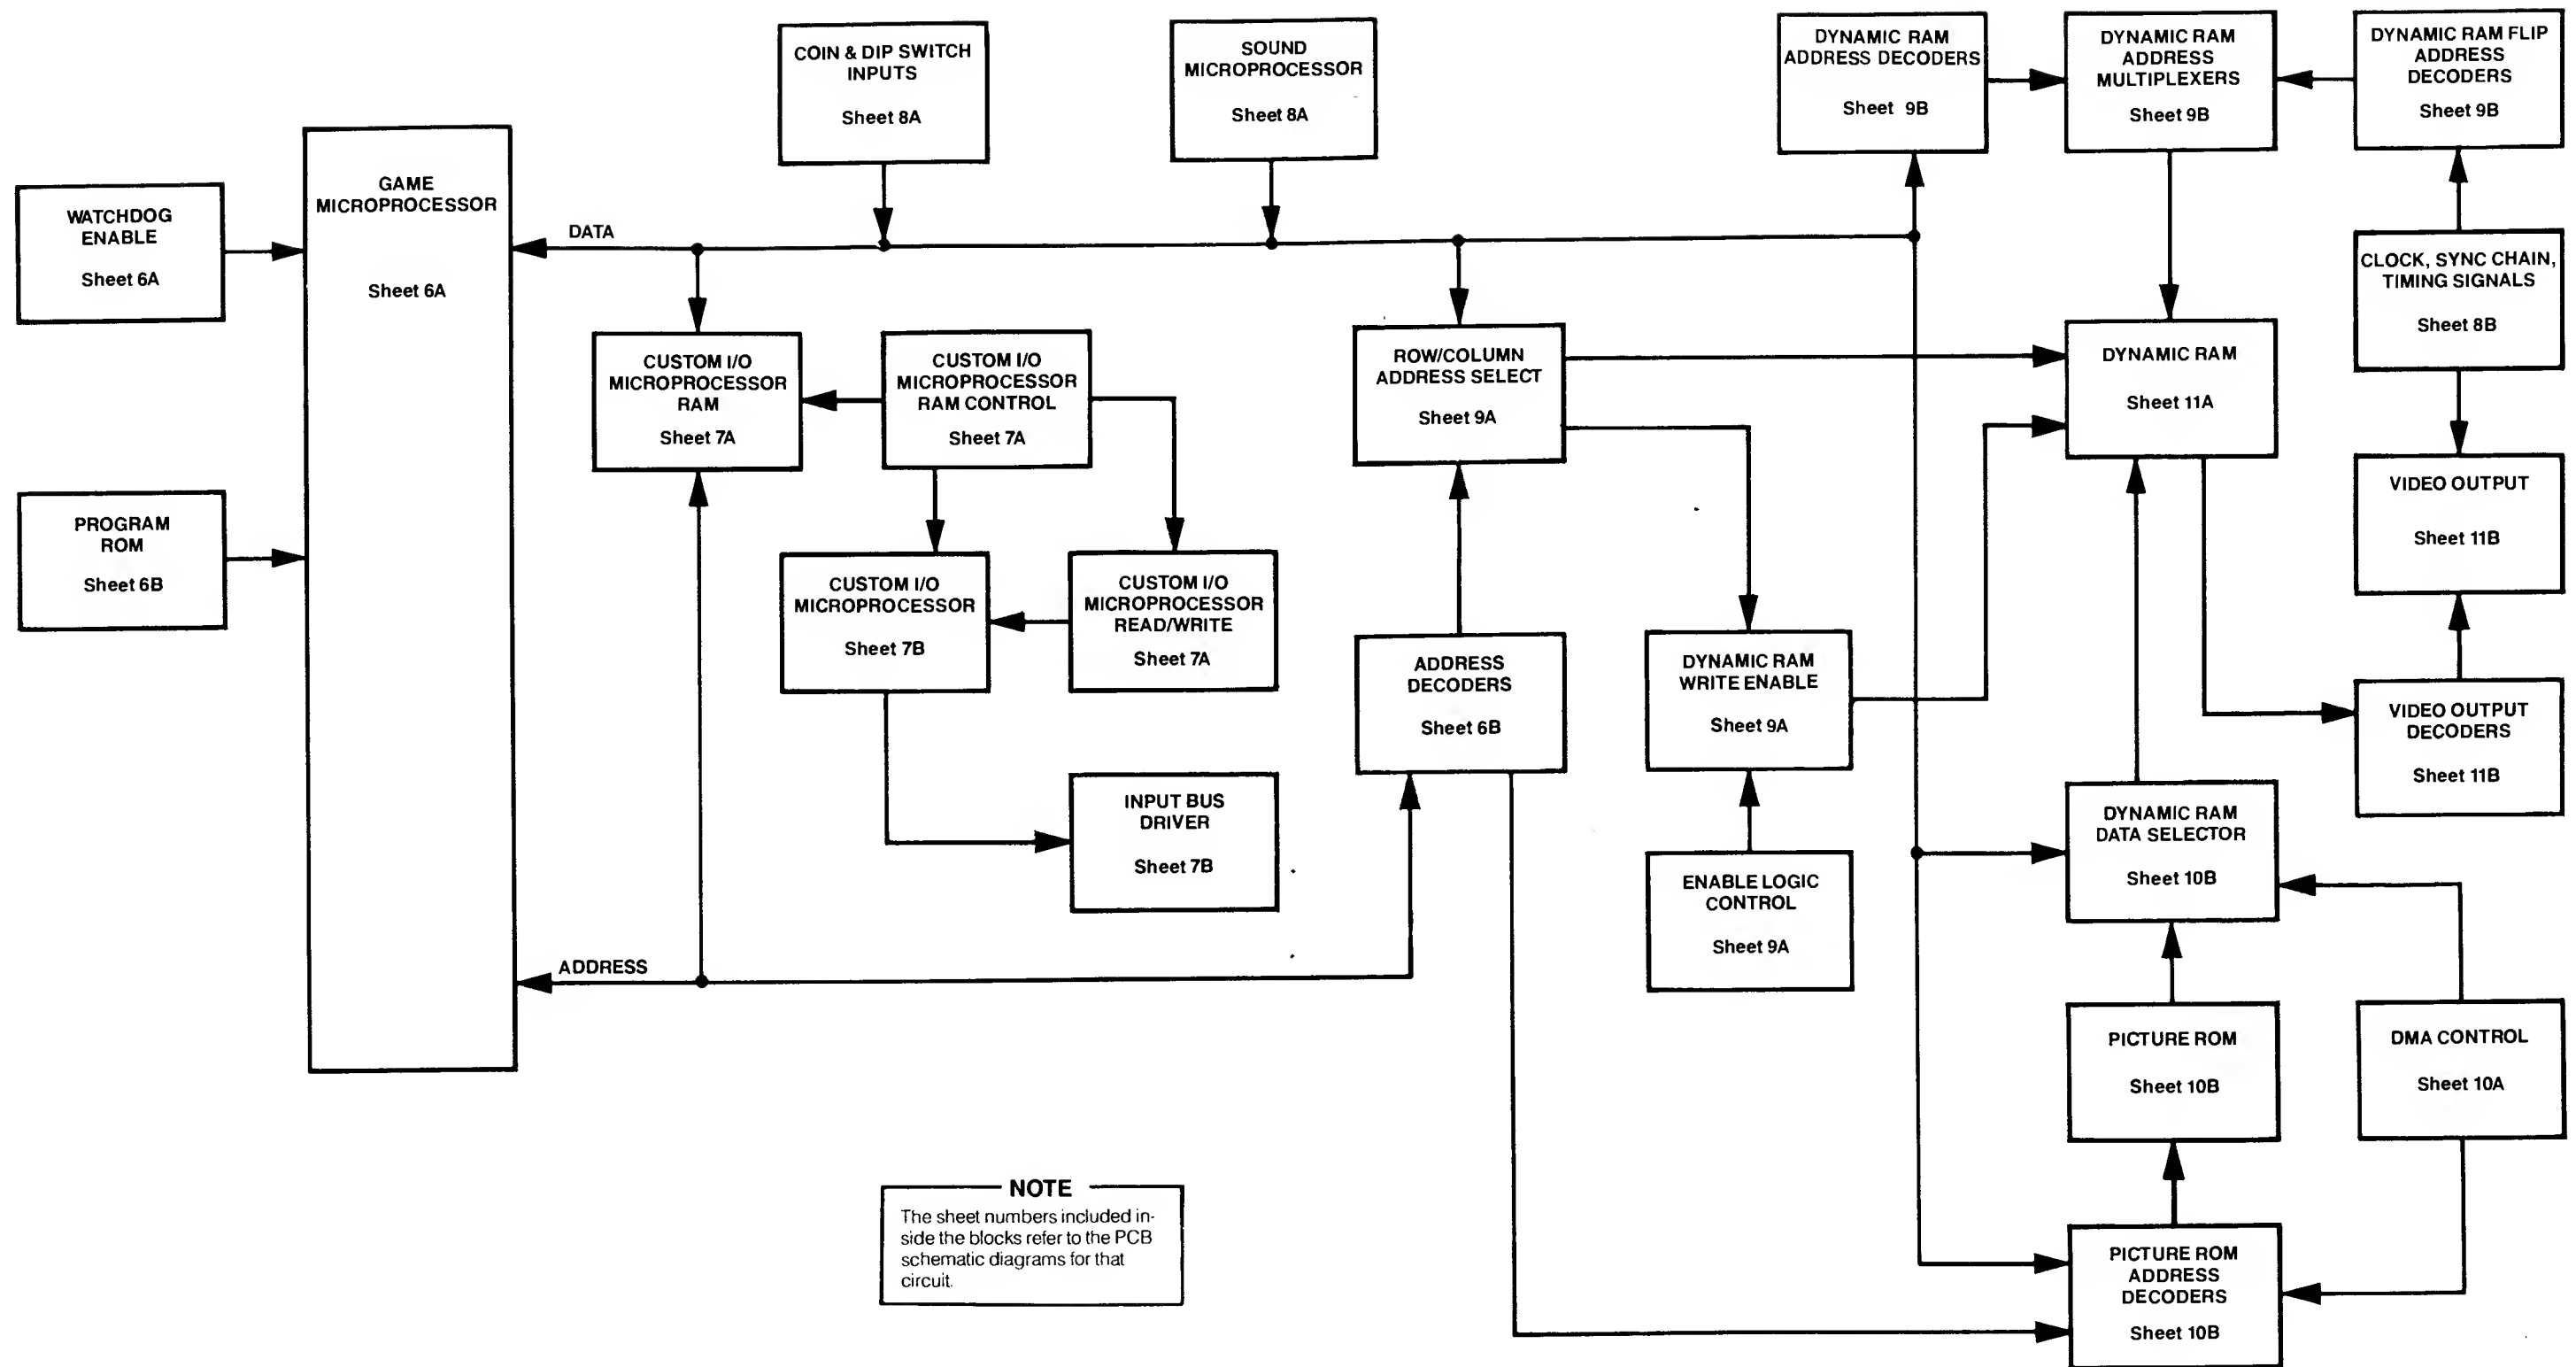 COIN & DIP SWITCH
INPUTS
Sheet 8A
SOUND
MICROPROCESSOR
Sheet 8A
DYNAMIC RAM
ADDRESS DECODERS
Sheet 9B
DYNAMIC RAM
ADDRESS
MULTIPLEXERS
Sheet 9B
DYNAMIC RAM FLIP
ADDRESS
DECODERS
Sheet 9B
WATCHDOG
ENABLE
Sheet 6A
GAME
MICROPROCESSOR
Sheet 6A
DATA
CLOCK, SYNC CHAIN,
TIMING SIGNALS
Sheet 8B
CUSTOM I/O
MICROPROCESSOR
RAM
Sheet 7A
CUSTOM I/O
MICROPROCESSOR
RAM CONTROL
Sheet 7A
ROW/COLUMN
ADDRESS SELECT
Sheet 9A
DYNAMIC RAM
Sheet 11A
VIDEO OUTPUT
Sheet 11B
PROGRAM
ROM
Sheet 6B
CUSTOM I/O
MICROPROCESSOR
Sheet 7B
CUSTOM I/O
MICROPROCESSOR
READ/WRITE
Sheet 7A
ADDRESS
DECODERS
Sheet 6B
DYNAMIC RAM
WRITE ENABLE
Sheet 9A
VIDEO OUTPUT
DECODERS
Sheet 11B
INPUT BUS
DRIVER
Sheet 7B
DYNAMIC RAM
DATA SELECTOR
Sheet 10B
ENABLE LOGIC
CONTROL
Sheet 9A
ADDRESS
PICTURE ROM
Sheet 10B
DMA CONTROL
Sheet 10A
NOTE
The sheet numbers included in-
side the blocks refer to the PCB
schematic diagrams for that
circuit.
PICTURE ROM
ADDRESS
DECODERS
Sheet 10B